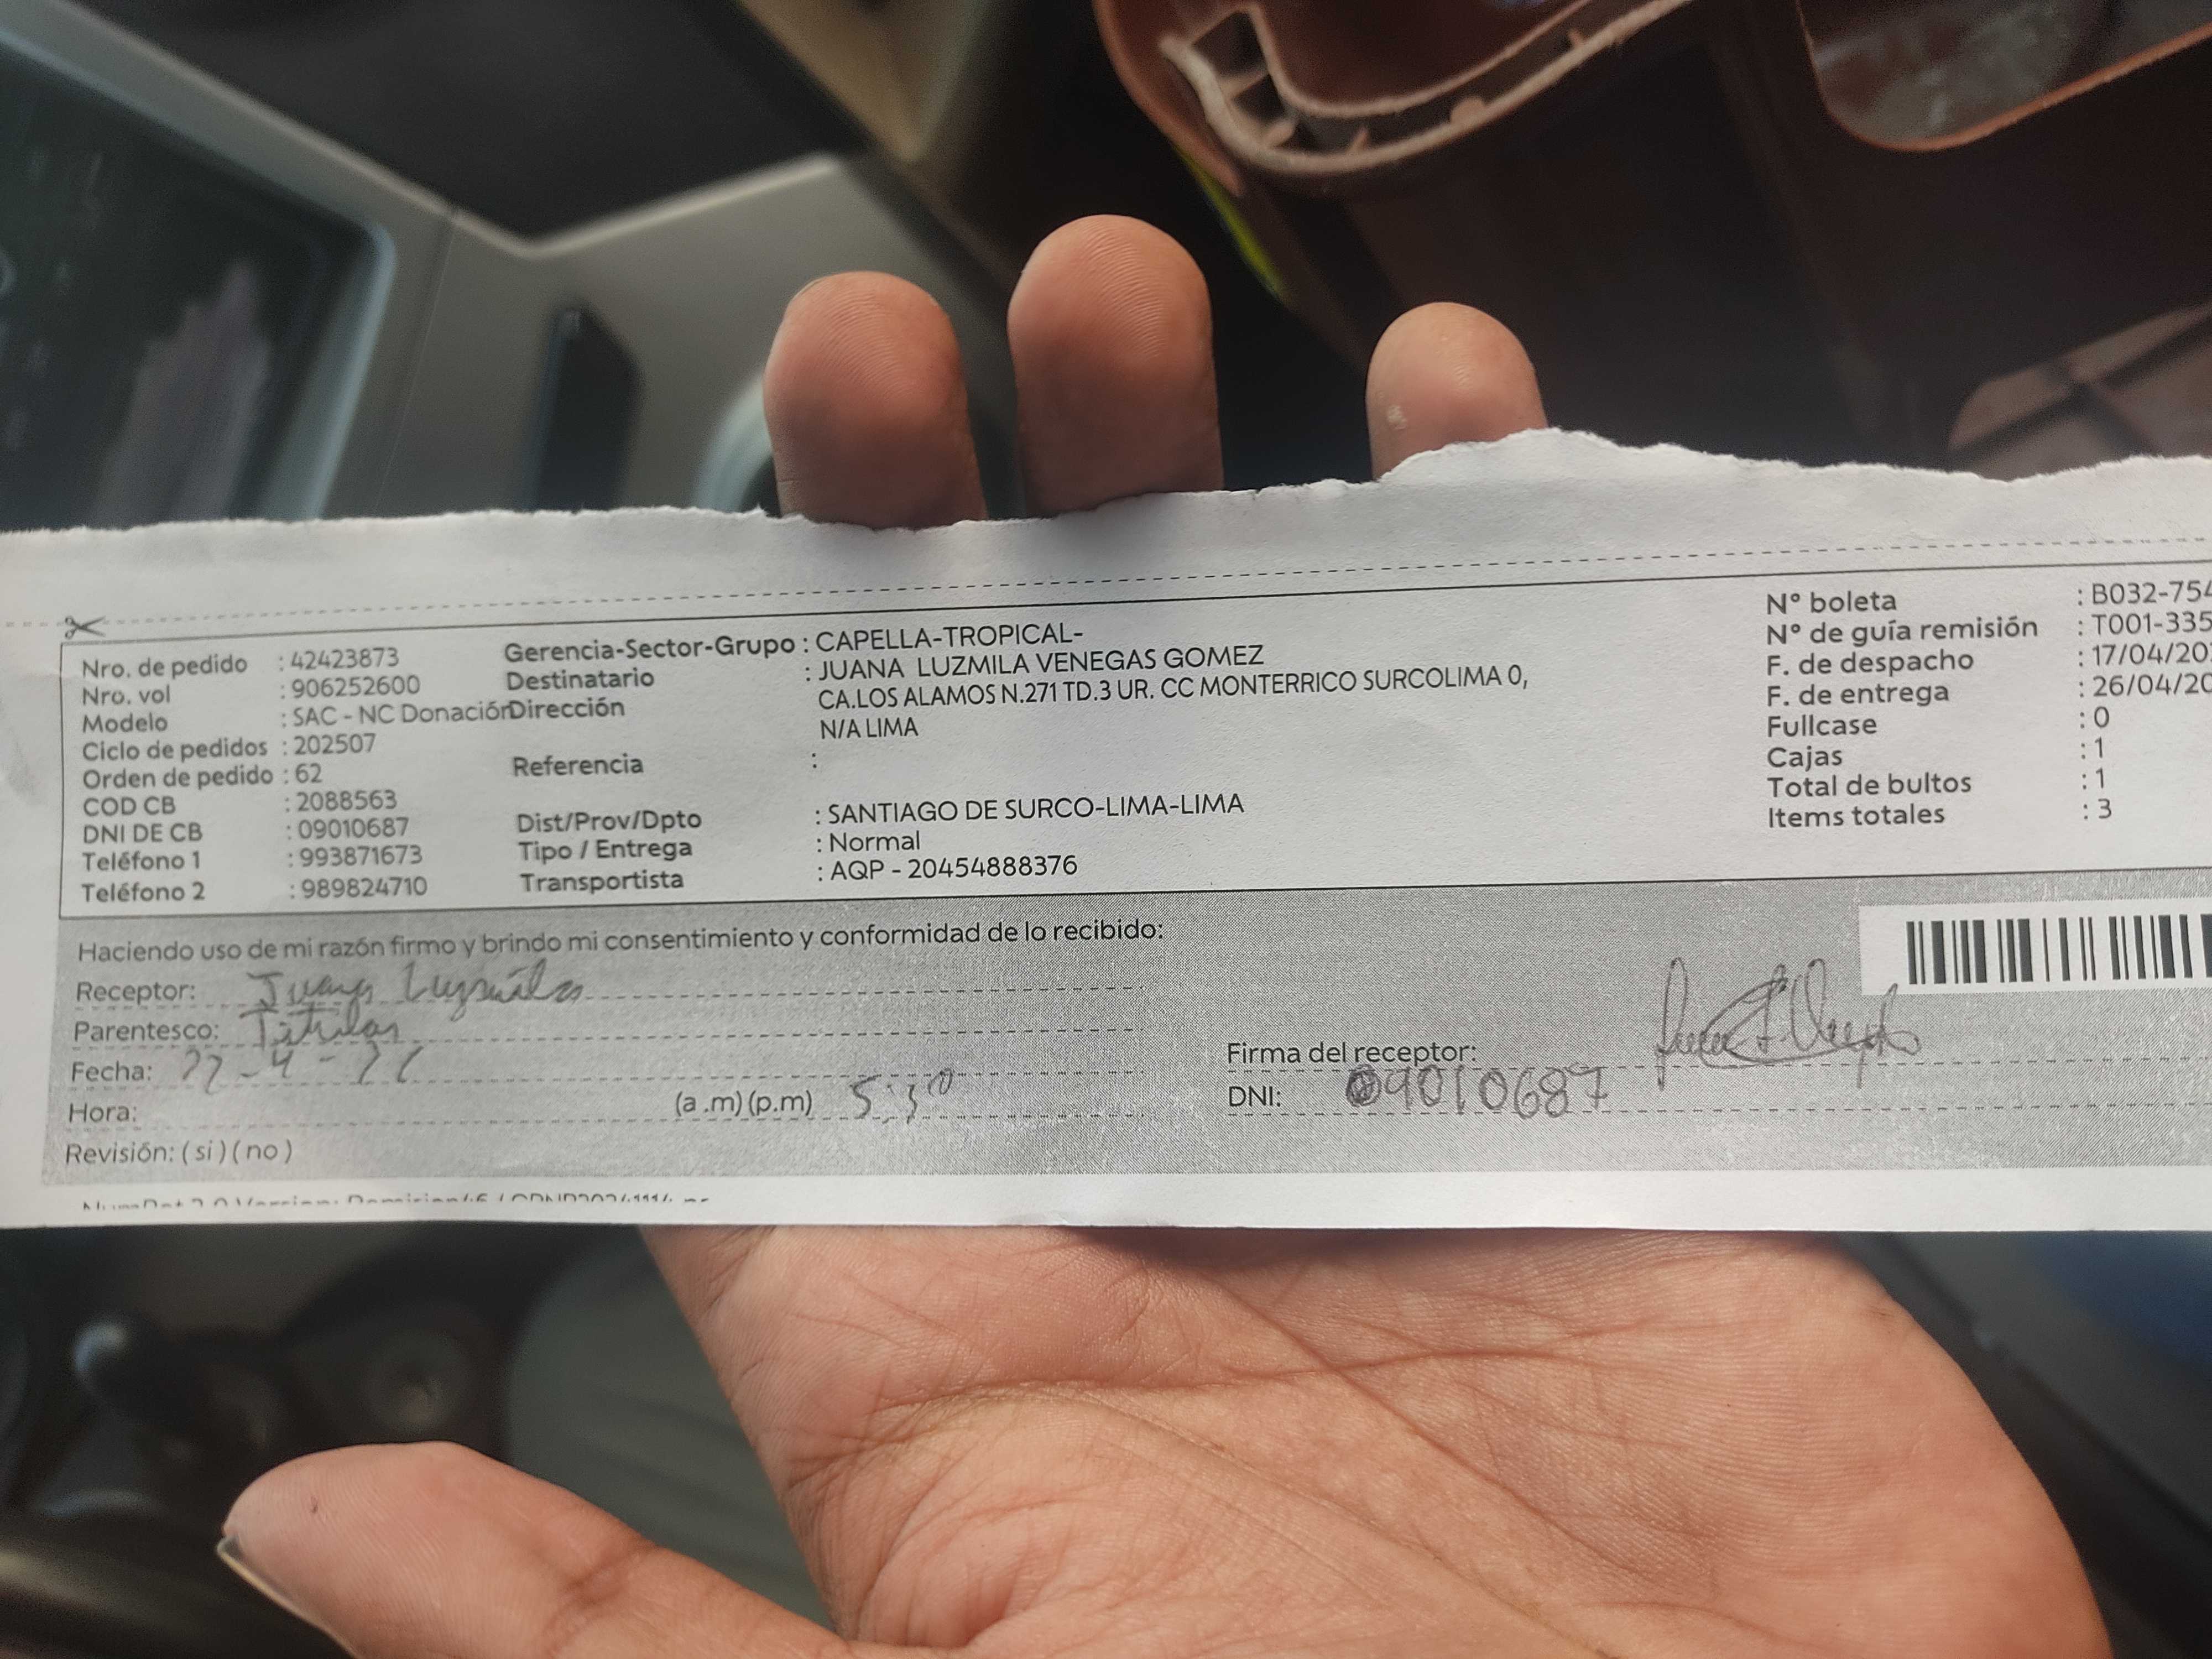 Nro. de pedido : 42423873
Nro. vol : 906252600
Modelo : SAC - NC Donación
Ciclo de pedidos : 202507
Orden de pedido : 62
COD CB : 2088563
DNI DE CB : 09010687
Teléfono 1 : 993871673
Teléfono 2 : 989824710
Gerencia-Sector-Grupo : CAPELLA-TROPICAL-
Destinatario : JUANA LUZMILA VENEGAS GOMEZ
Dirección CA.LOS ALAMOS N.271 TD.3 UR. CC MONTERRICO SURCOLIMA 0,
N/A LIMA
Referencia :
Dist/Prov/Dpto : SANTIAGO DE SURCO-LIMA-LIMA
Tipo / Entrega : Normal
Transportista : AQP - 20454888376
N° boleta : B032-754
N° de guía remisión : T001-335
F. de despacho : 17/04/20
F. de entrega : 26/04/20
Fullcase : 0
Cajas : 1
Total de bultos : 1
Items totales : 3
Haciendo uso de mi razón firmo y brindo mi consentimiento y conformidad de lo recibido:
Receptor: Juana Luzmila
Parentesco: Titular
Fecha:
Hora: (a .m) (p.m) 5:30
Revisión: ( si ) ( no )
Firma del receptor:
DNI: 09010687